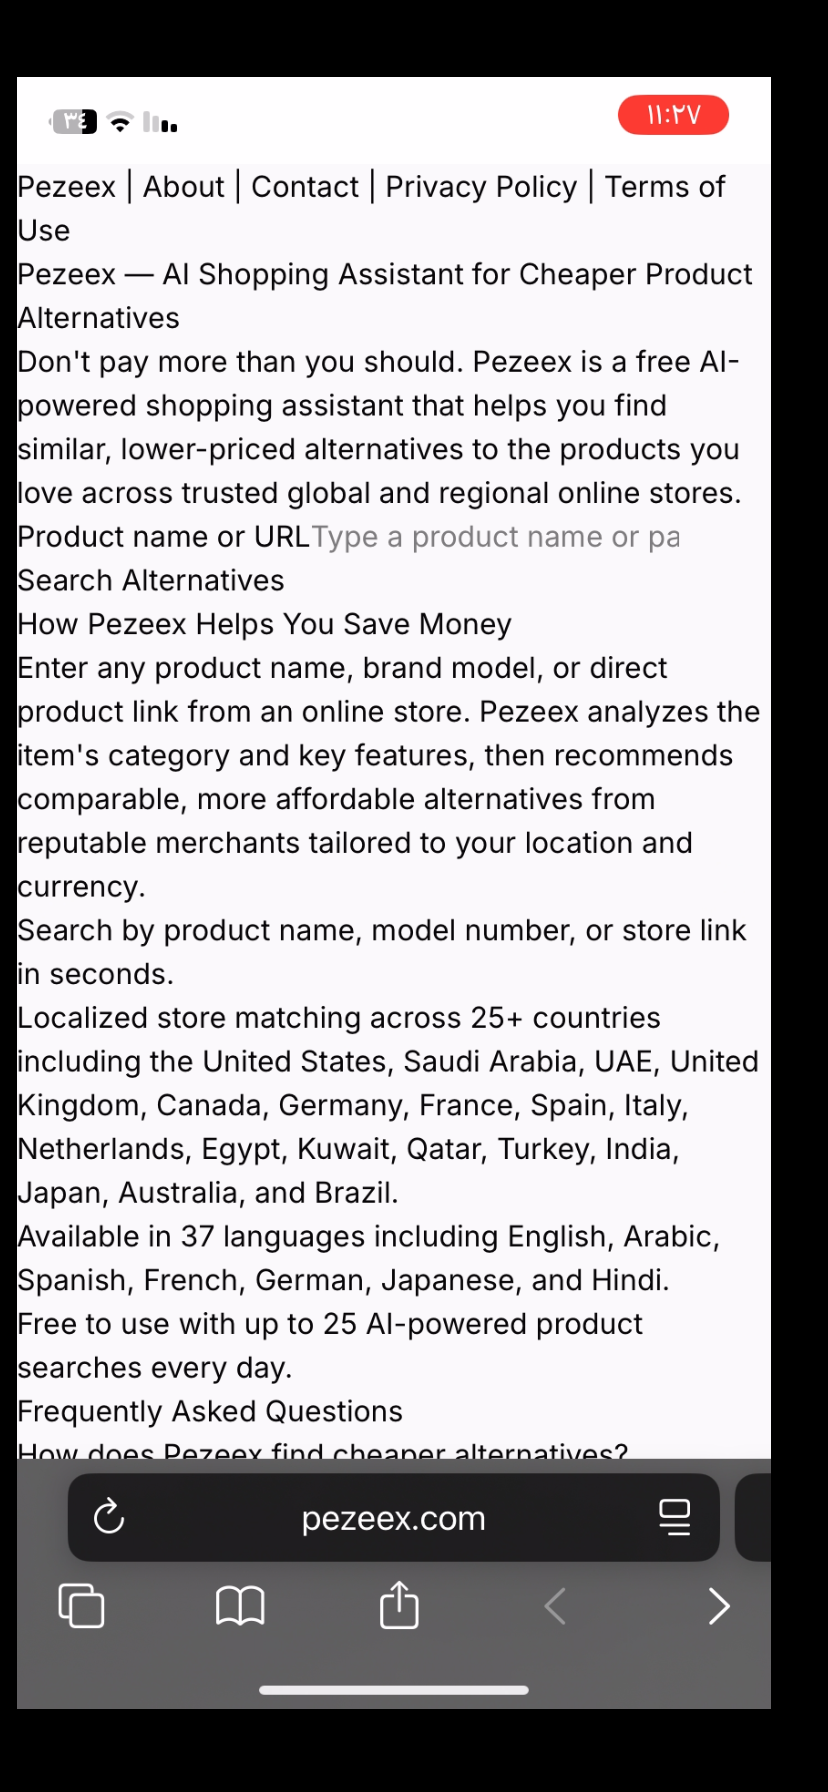 ٣٤
١١:٢٧
Pezeex | About | Contact | Privacy Policy | Terms of
Use
Pezeex — AI Shopping Assistant for Cheaper Product
Alternatives
Don't pay more than you should. Pezeex is a free AI-
powered shopping assistant that helps you find
similar, lower-priced alternatives to the products you
love across trusted global and regional online stores.
Product name or URLType a product name or pa
Search Alternatives
How Pezeex Helps You Save Money
Enter any product name, brand model, or direct
product link from an online store. Pezeex analyzes the
item's category and key features, then recommends
comparable, more affordable alternatives from
reputable merchants tailored to your location and
currency.
Search by product name, model number, or store link
in seconds.
Localized store matching across 25+ countries
including the United States, Saudi Arabia, UAE, United
Kingdom, Canada, Germany, France, Spain, Italy,
Netherlands, Egypt, Kuwait, Qatar, Turkey, India,
Japan, Australia, and Brazil.
Available in 37 languages including English, Arabic,
Spanish, French, German, Japanese, and Hindi.
Free to use with up to 25 AI-powered product
searches every day.
Frequently Asked Questions
How does Pezeex find cheaper alternatives?
pezeex.com